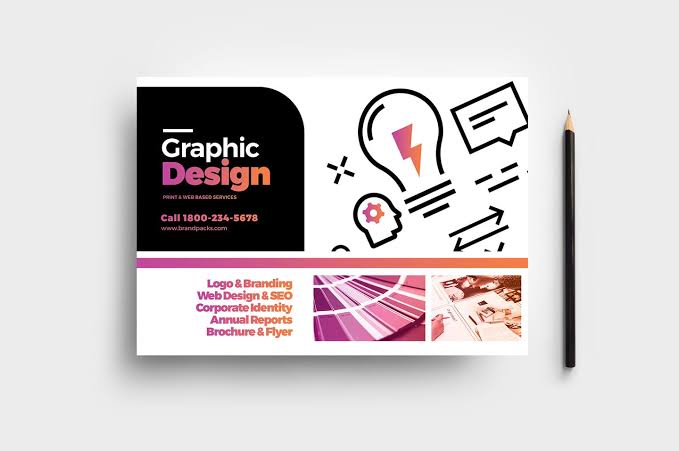 Graphic
Design
PRINT & WEB BASED SERVICES
Call 1800-234-5678
www.brandpacks.com
Logo & Branding
Web Design & SEO
Corporate Identity
Annual Reports
Brochure & Flyer